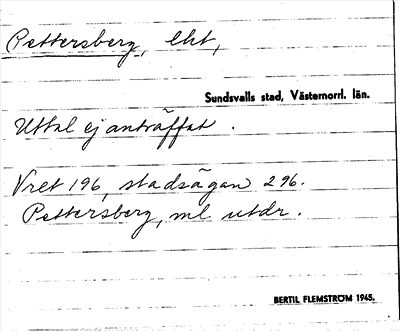 Pettersberg, lht,
Sundsvalls stad, Västernorrl. län.
Uttal ej anträffat.
Vret 196, stadsägan 296.
Pettersberg, ml utdr.
BERTIL FLEMSTRÖM 1945.